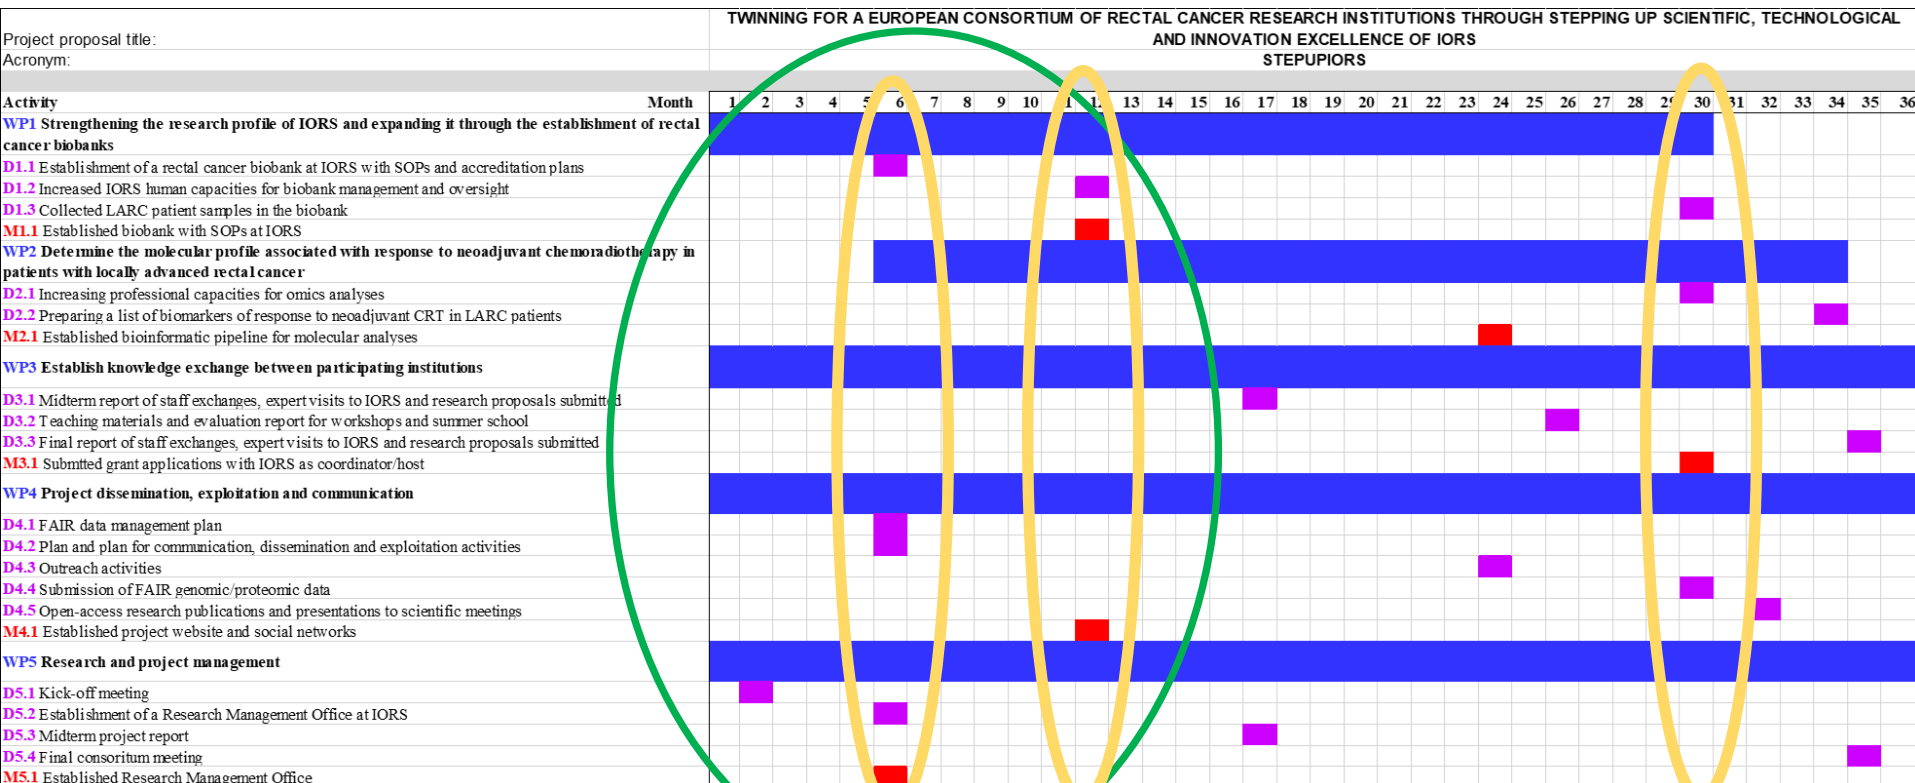 TWINNING FOR A EUROPEAN CONSORTIUM OF RECTAL CANCER RESEARCH INSTITUTIONS THROUGH STEPPING UP SCIENTIFIC, TECHNOLOGICAL
Project proposal title:
AND INNOVATION EXCELLENCE OF IORS
Acronym:
STEPUPIORS
Activity Month 1 2 3 4 5 6 7 8 9 10 11 12 13 14 15 16 17 18 19 20 21 22 23 24 25 26 27 28 29 30 31 32 33 34 35 36
WP1 Strengthening the research profile of IORS and expanding it through the establishment of rectal
cancer biobanks
D1.1 Establishment of a rectal cancer biobank at IORS with SOPs and accreditation plans
D1.2 Increased IORS human capacities for biobank management and oversight
D1.3 Collected LARC patient samples in the biobank
M1.1 Established biobank with SOPs at IORS
WP2 Determine the molecular profile associated with response to neoadjuvant chemoradiotherapy in
patients with locally advanced rectal cancer
D2.1 Increasing professional capacities for omics analyses
D2.2 Preparing a list of biomarkers of response to neoadjuvant CRT in LARC patients
M2.1 Established bioinformatic pipeline for molecular analyses
WP3 Establish knowledge exchange between participating institutions
D3.1 Midterm report of staff exchanges, expert visits to IORS and research proposals submitted
D3.2 Teaching materials and evaluation report for workshops and summer school
D3.3 Final report of staff exchanges, expert visits to IORS and research proposals submitted
M3.1 Submtted grant applications with IORS as coordinator/host
WP4 Project dissemination, exploitation and communication
D4.1 FAIR data management plan
D4.2 Plan and plan for communication, dissemination and exploitation activities
D4.3 Outreach activities
D4.4 Submission of FAIR genomic/proteomic data
D4.5 Open-access research publications and presentations to scientific meetings
M4.1 Established project website and social networks
WP5 Research and project management
D5.1 Kick-off meeting
D5.2 Establishment of a Research Management Office at IORS
D5.3 Midterm project report
D5.4 Final consoritum meeting
M5.1 Established Research Management Office